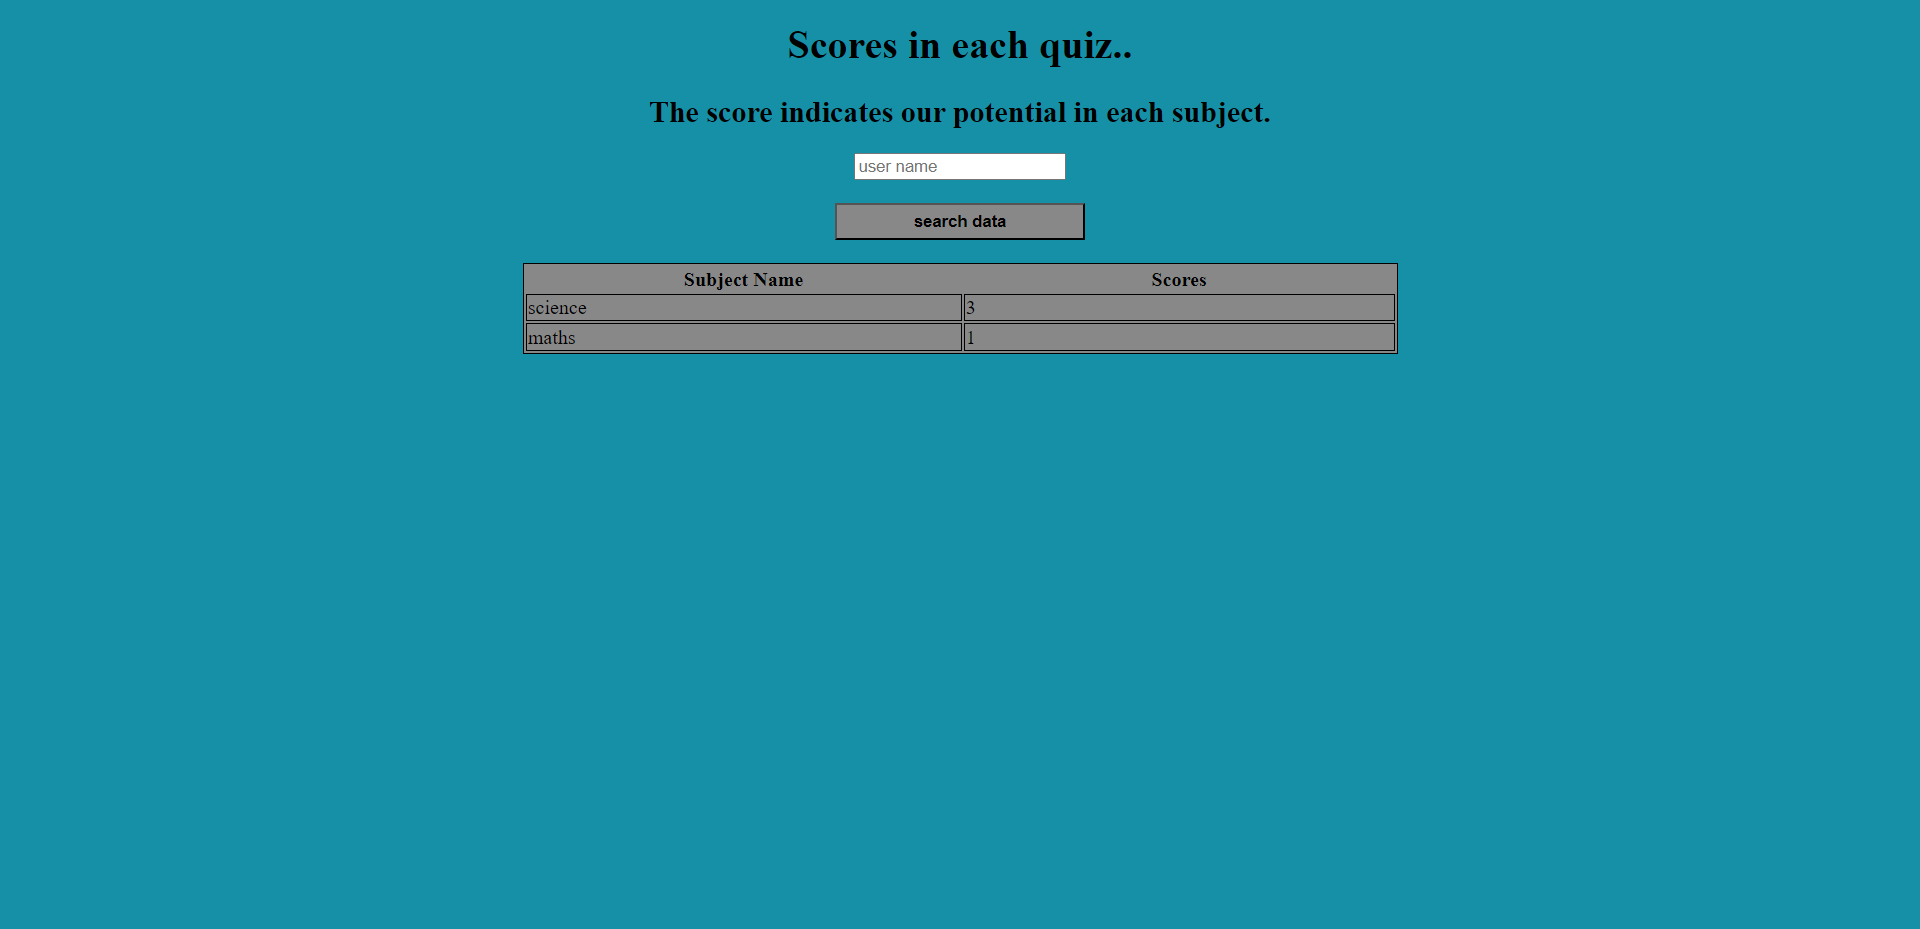 Scores in each quiz..
The score indicates our potential in each subject.
user name
search data
Subject Name Scores
science 3
maths 1